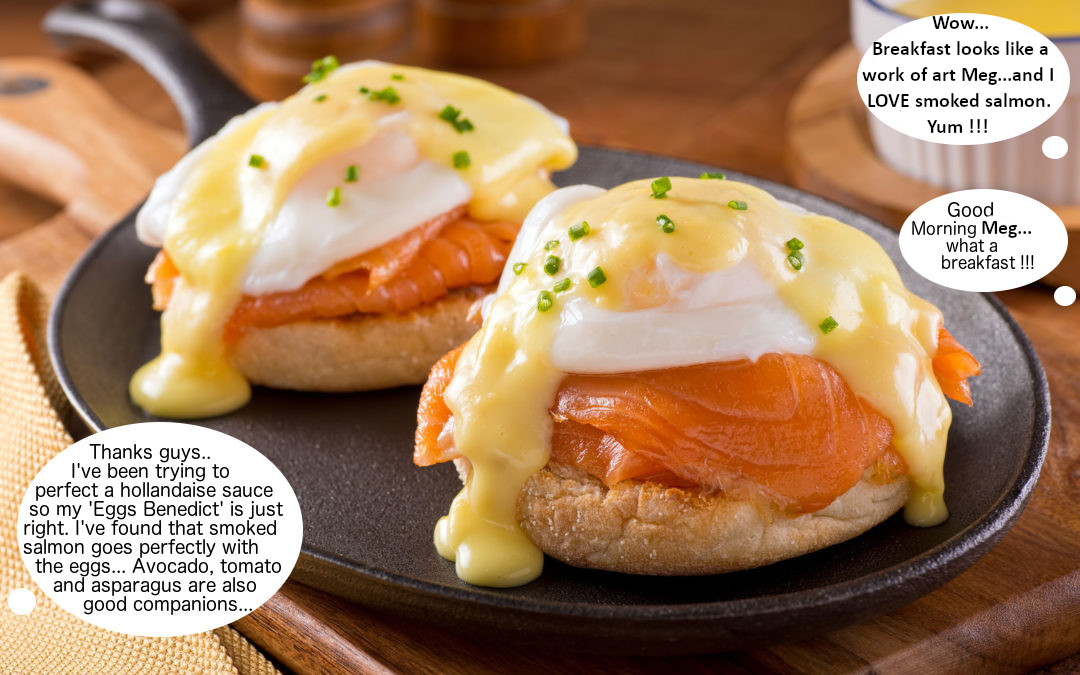 Wow...
Breakfast looks like a
work of art Meg...and I
LOVE smoked salmon.
Yum !!!
Good
Morning Meg...
what a
breakfast !!!
Thanks guys..
I've been trying to
perfect a hollandaise sauce
so my 'Eggs Benedict' is just
right. I've found that smoked
salmon goes perfectly with
the eggs... Avocado, tomato
and asparagus are also
good companions...